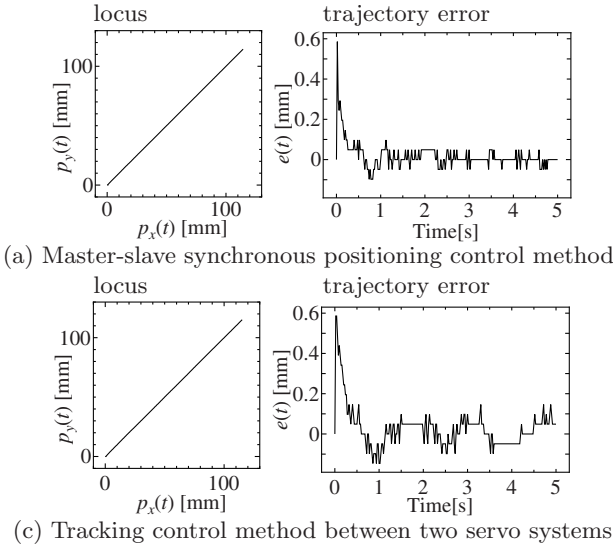 locus
trajectory error
100
0
p_y(t) [mm]
0 100
p_x(t) [mm]
0.6
0.4
0.2
0
e(t) [mm]
0 1 2 3 4 5
Time[s]
(a) Master-slave synchronous positioning control method
locus
trajectory error
100
0
p_y(t) [mm]
0 100
p_x(t) [mm]
0.6
0.4
0.2
0
e(t) [mm]
0 1 2 3 4 5
Time[s]
(c) Tracking control method between two servo systems